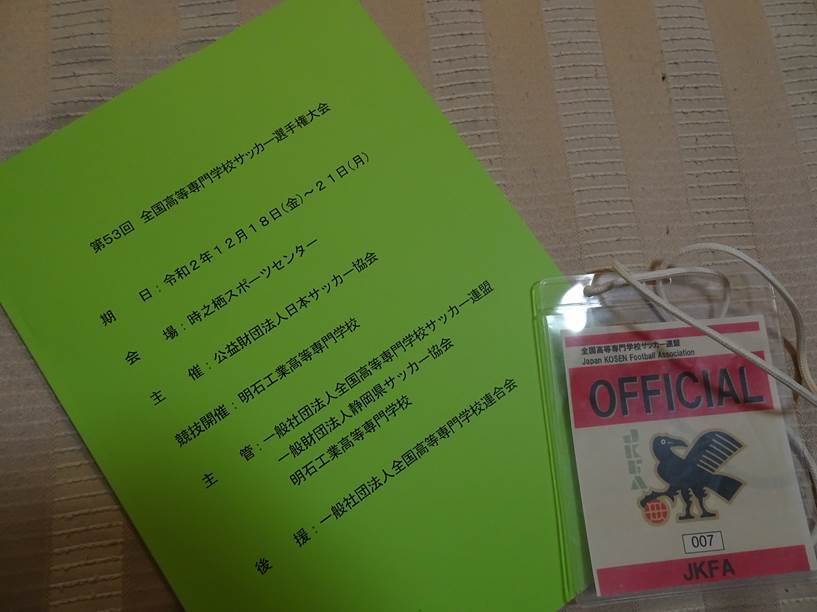 第53回 全国高等専門学校サッカー選手権大会
期 日：令和２年１２月１８日（金）～２１日（月）
会 場：時之栖スポーツセンター
主 催：公益財団法人日本サッカー協会
競技開催：明石工業高等専門学校
主 管：一般社団法人全国高等専門学校サッカー連盟
一般財団法人静岡県サッカー協会
明石工業高等専門学校
後 援：一般社団法人全国高等専門学校連合会
全国高等専門学校サッカー連盟
Japan KOSEN Football Association
OFFICIAL
JKFA
007
JKFA